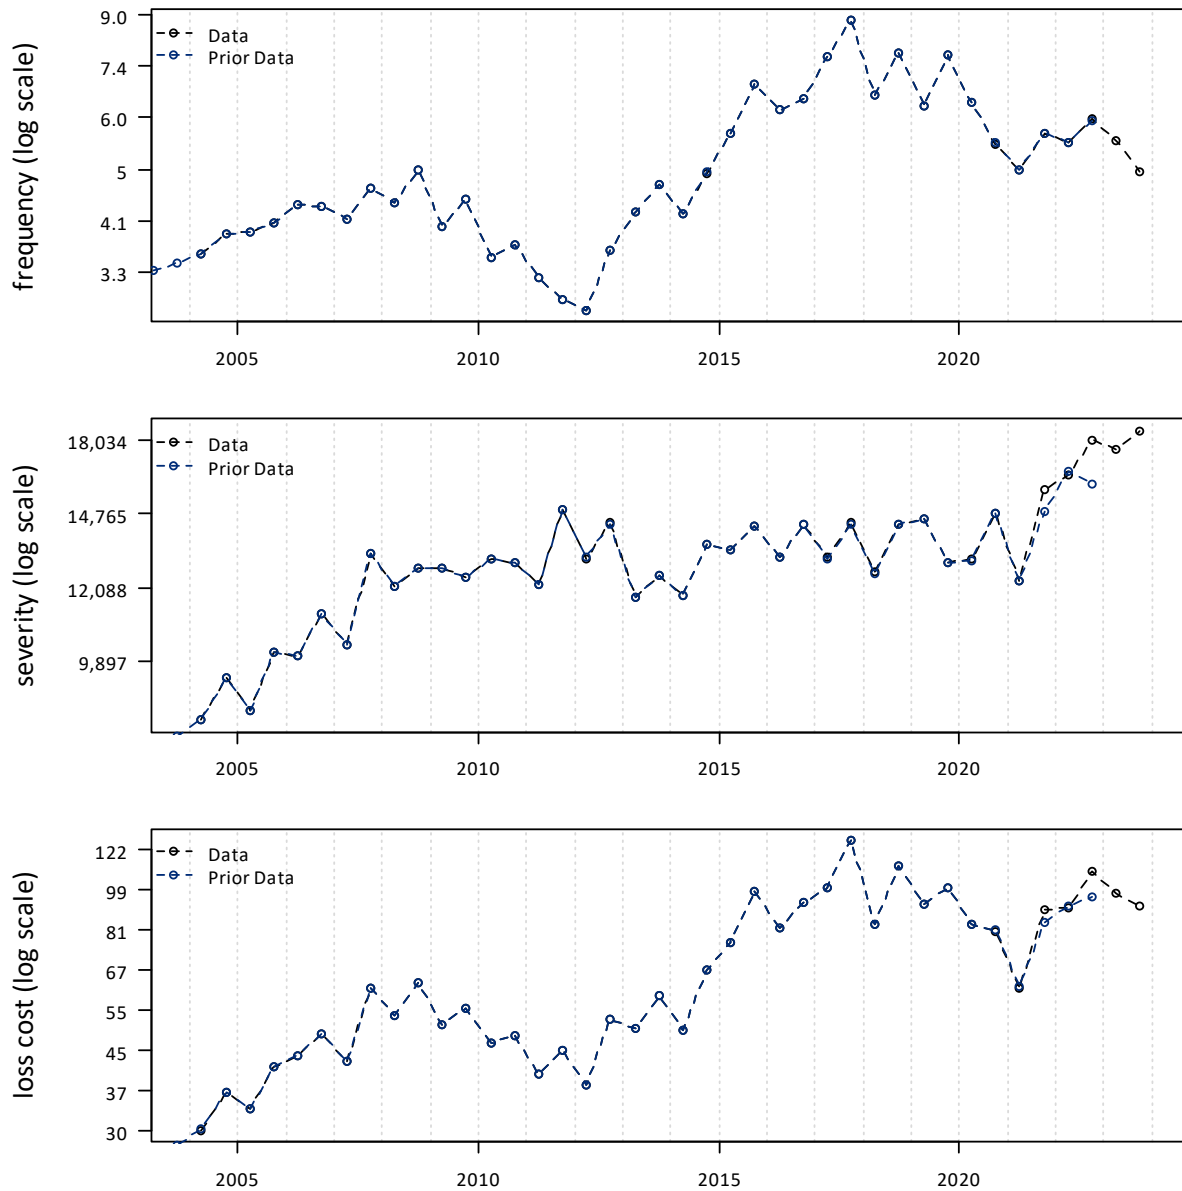 frequency (log scale)
9.0
7.4
6.0
5
4.1
3.3
Data
Prior Data
2005 2010 2015 2020
severity (log scale)
18,034
14,765
12,088
9,897
Data
Prior Data
2005 2010 2015 2020
loss cost (log scale)
122
99
81
67
55
45
37
30
Data
Prior Data
2005 2010 2015 2020